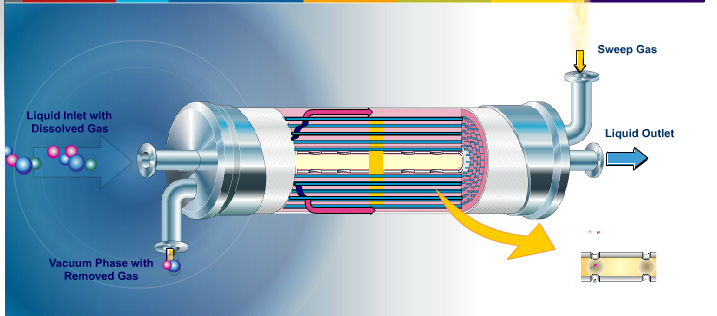 Sweep Gas
Liquid Inlet with
Dissolved Gas
Liquid Outlet
Vacuum Phase with
Removed Gas